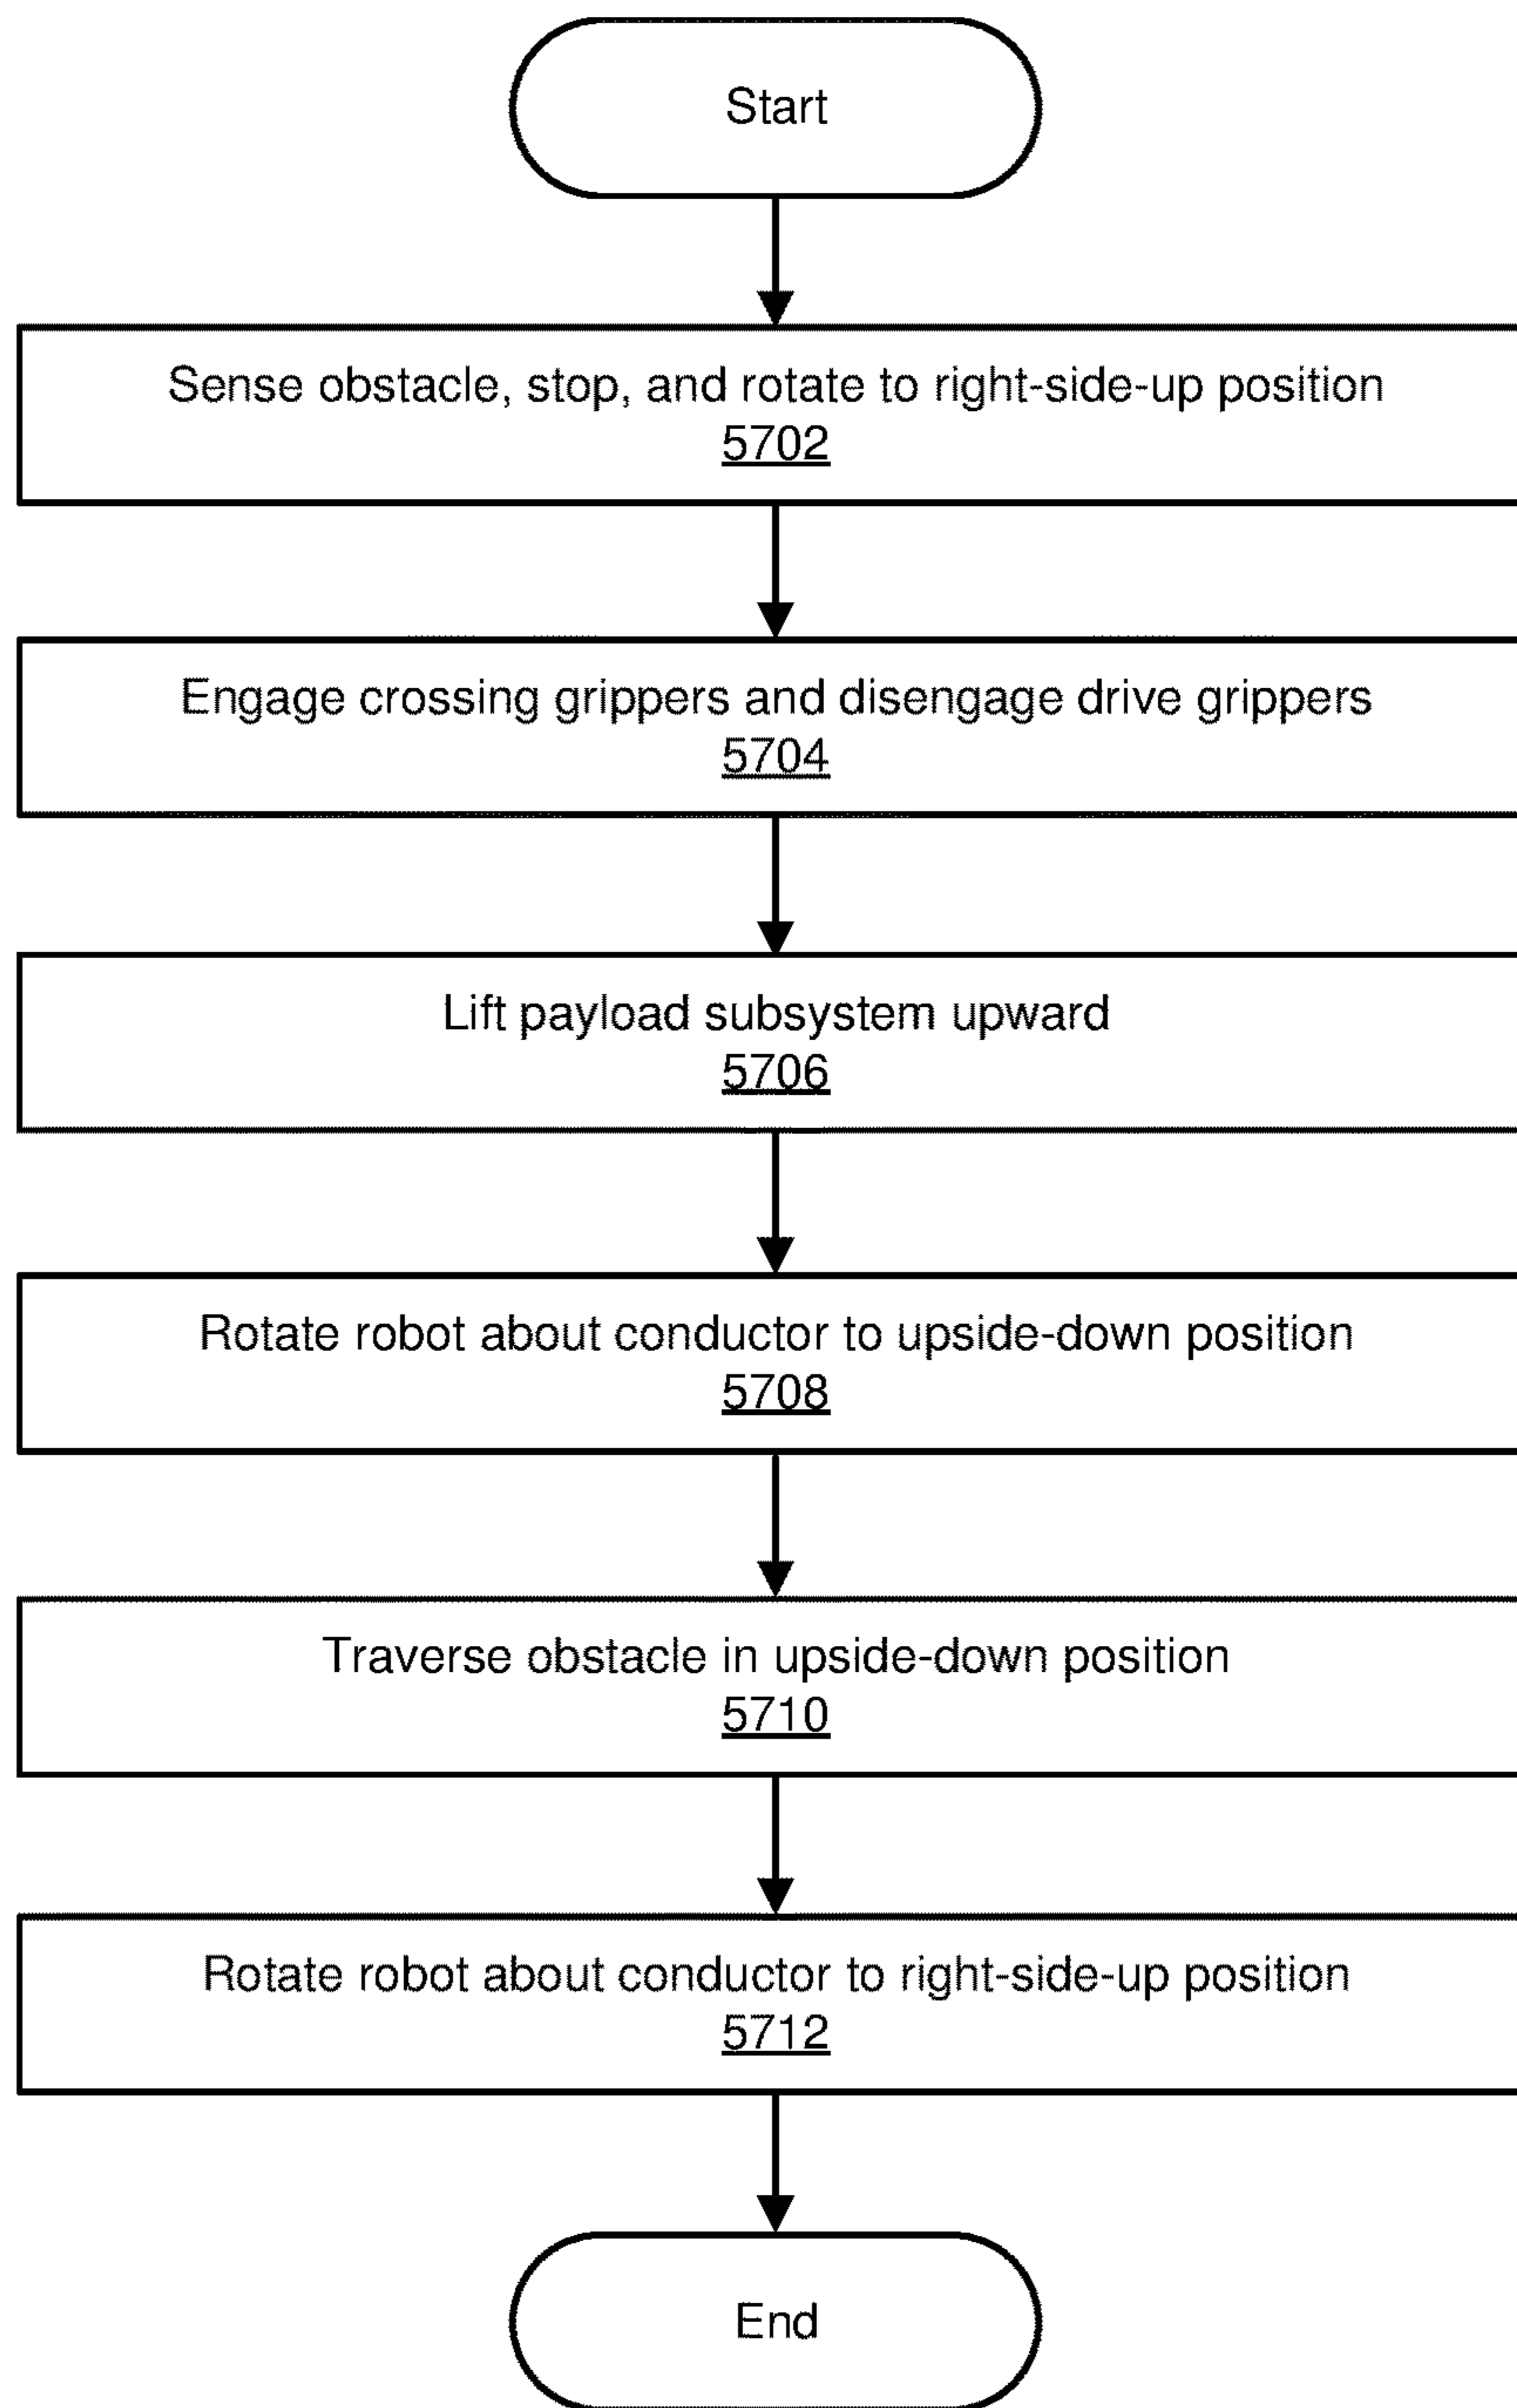 Start
Sense obstacle, stop, and rotate to right-side-up position
5702
Engage crossing grippers and disengage drive grippers
5704
Lift payload subsystem upward
5706
Rotate robot about conductor to upside-down position
5708
Traverse obstacle in upside-down position
5710
Rotate robot about conductor to right-side-up position
5712
End